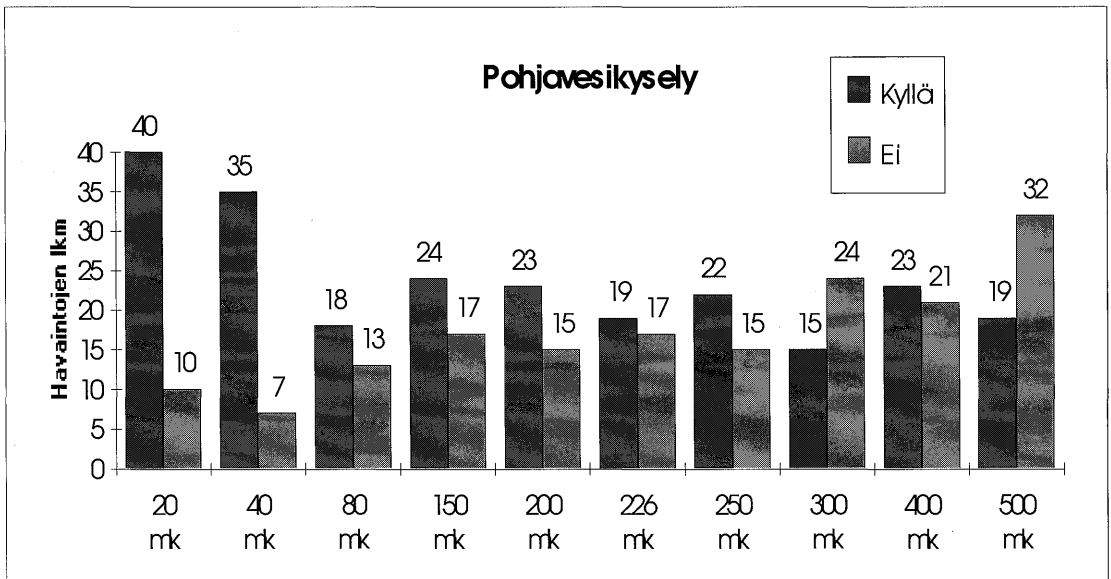 Pohjavesikysely
Kyllä
Ei
Havaintojen lkm
40
35
30
25
20
15
10
5
0
40
10
35
7
18
13
24
17
23
15
19
17
22
15
15
24
23
21
19
32
20 mk
40 mk
80 mk
150 mk
200 mk
226 mk
250 mk
300 mk
400 mk
500 mk